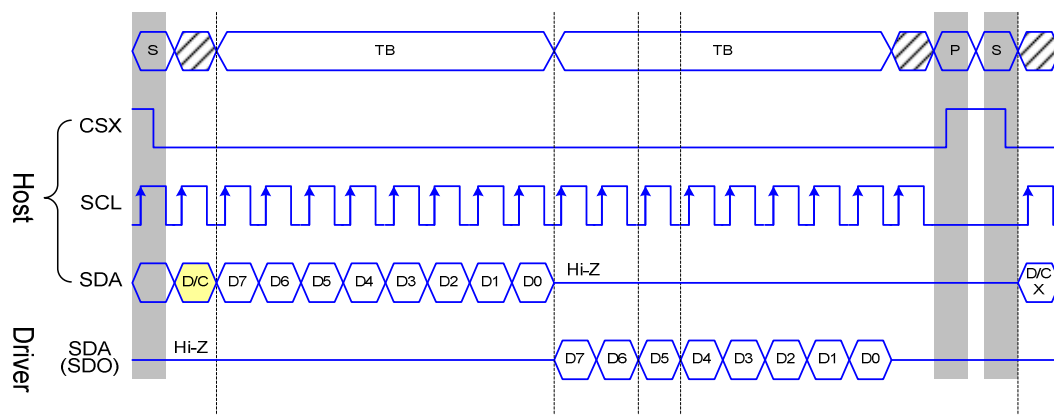 S TB TB P S
CSX
Host
SCL
SDA D/C D7 D6 D5 D4 D3 D2 D1 D0 Hi-Z D/C
X
Driver
SDA
(SDO)
Hi-Z D7 D6 D5 D4 D3 D2 D1 D0